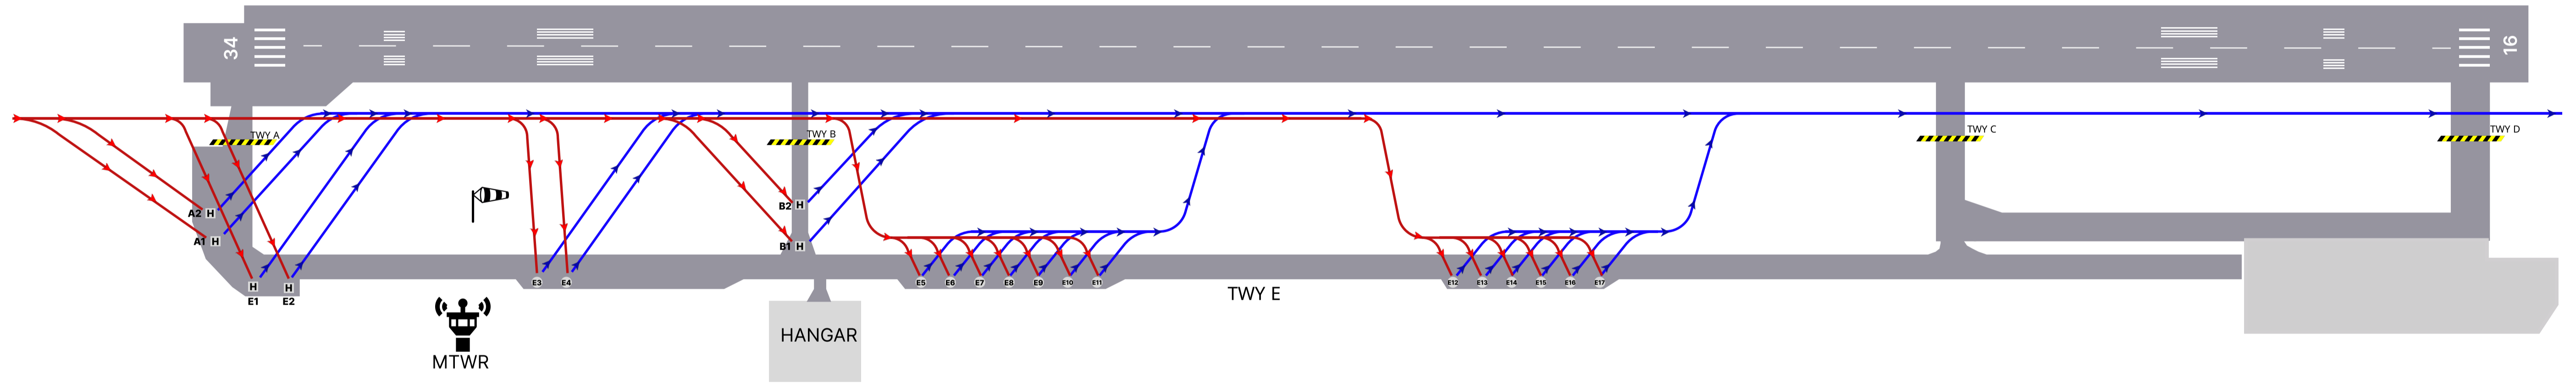 34
16
TWY A
TWY B
TWY C
TWY D
A2 H
A1 H
B2 H
B1 H
H
H
E1
E2
E3
E4
E5
E6
E7
E8
E9
E10
E11
E12
E13
E14
E15
E16
E17
TWY E
HANGAR
MTWR